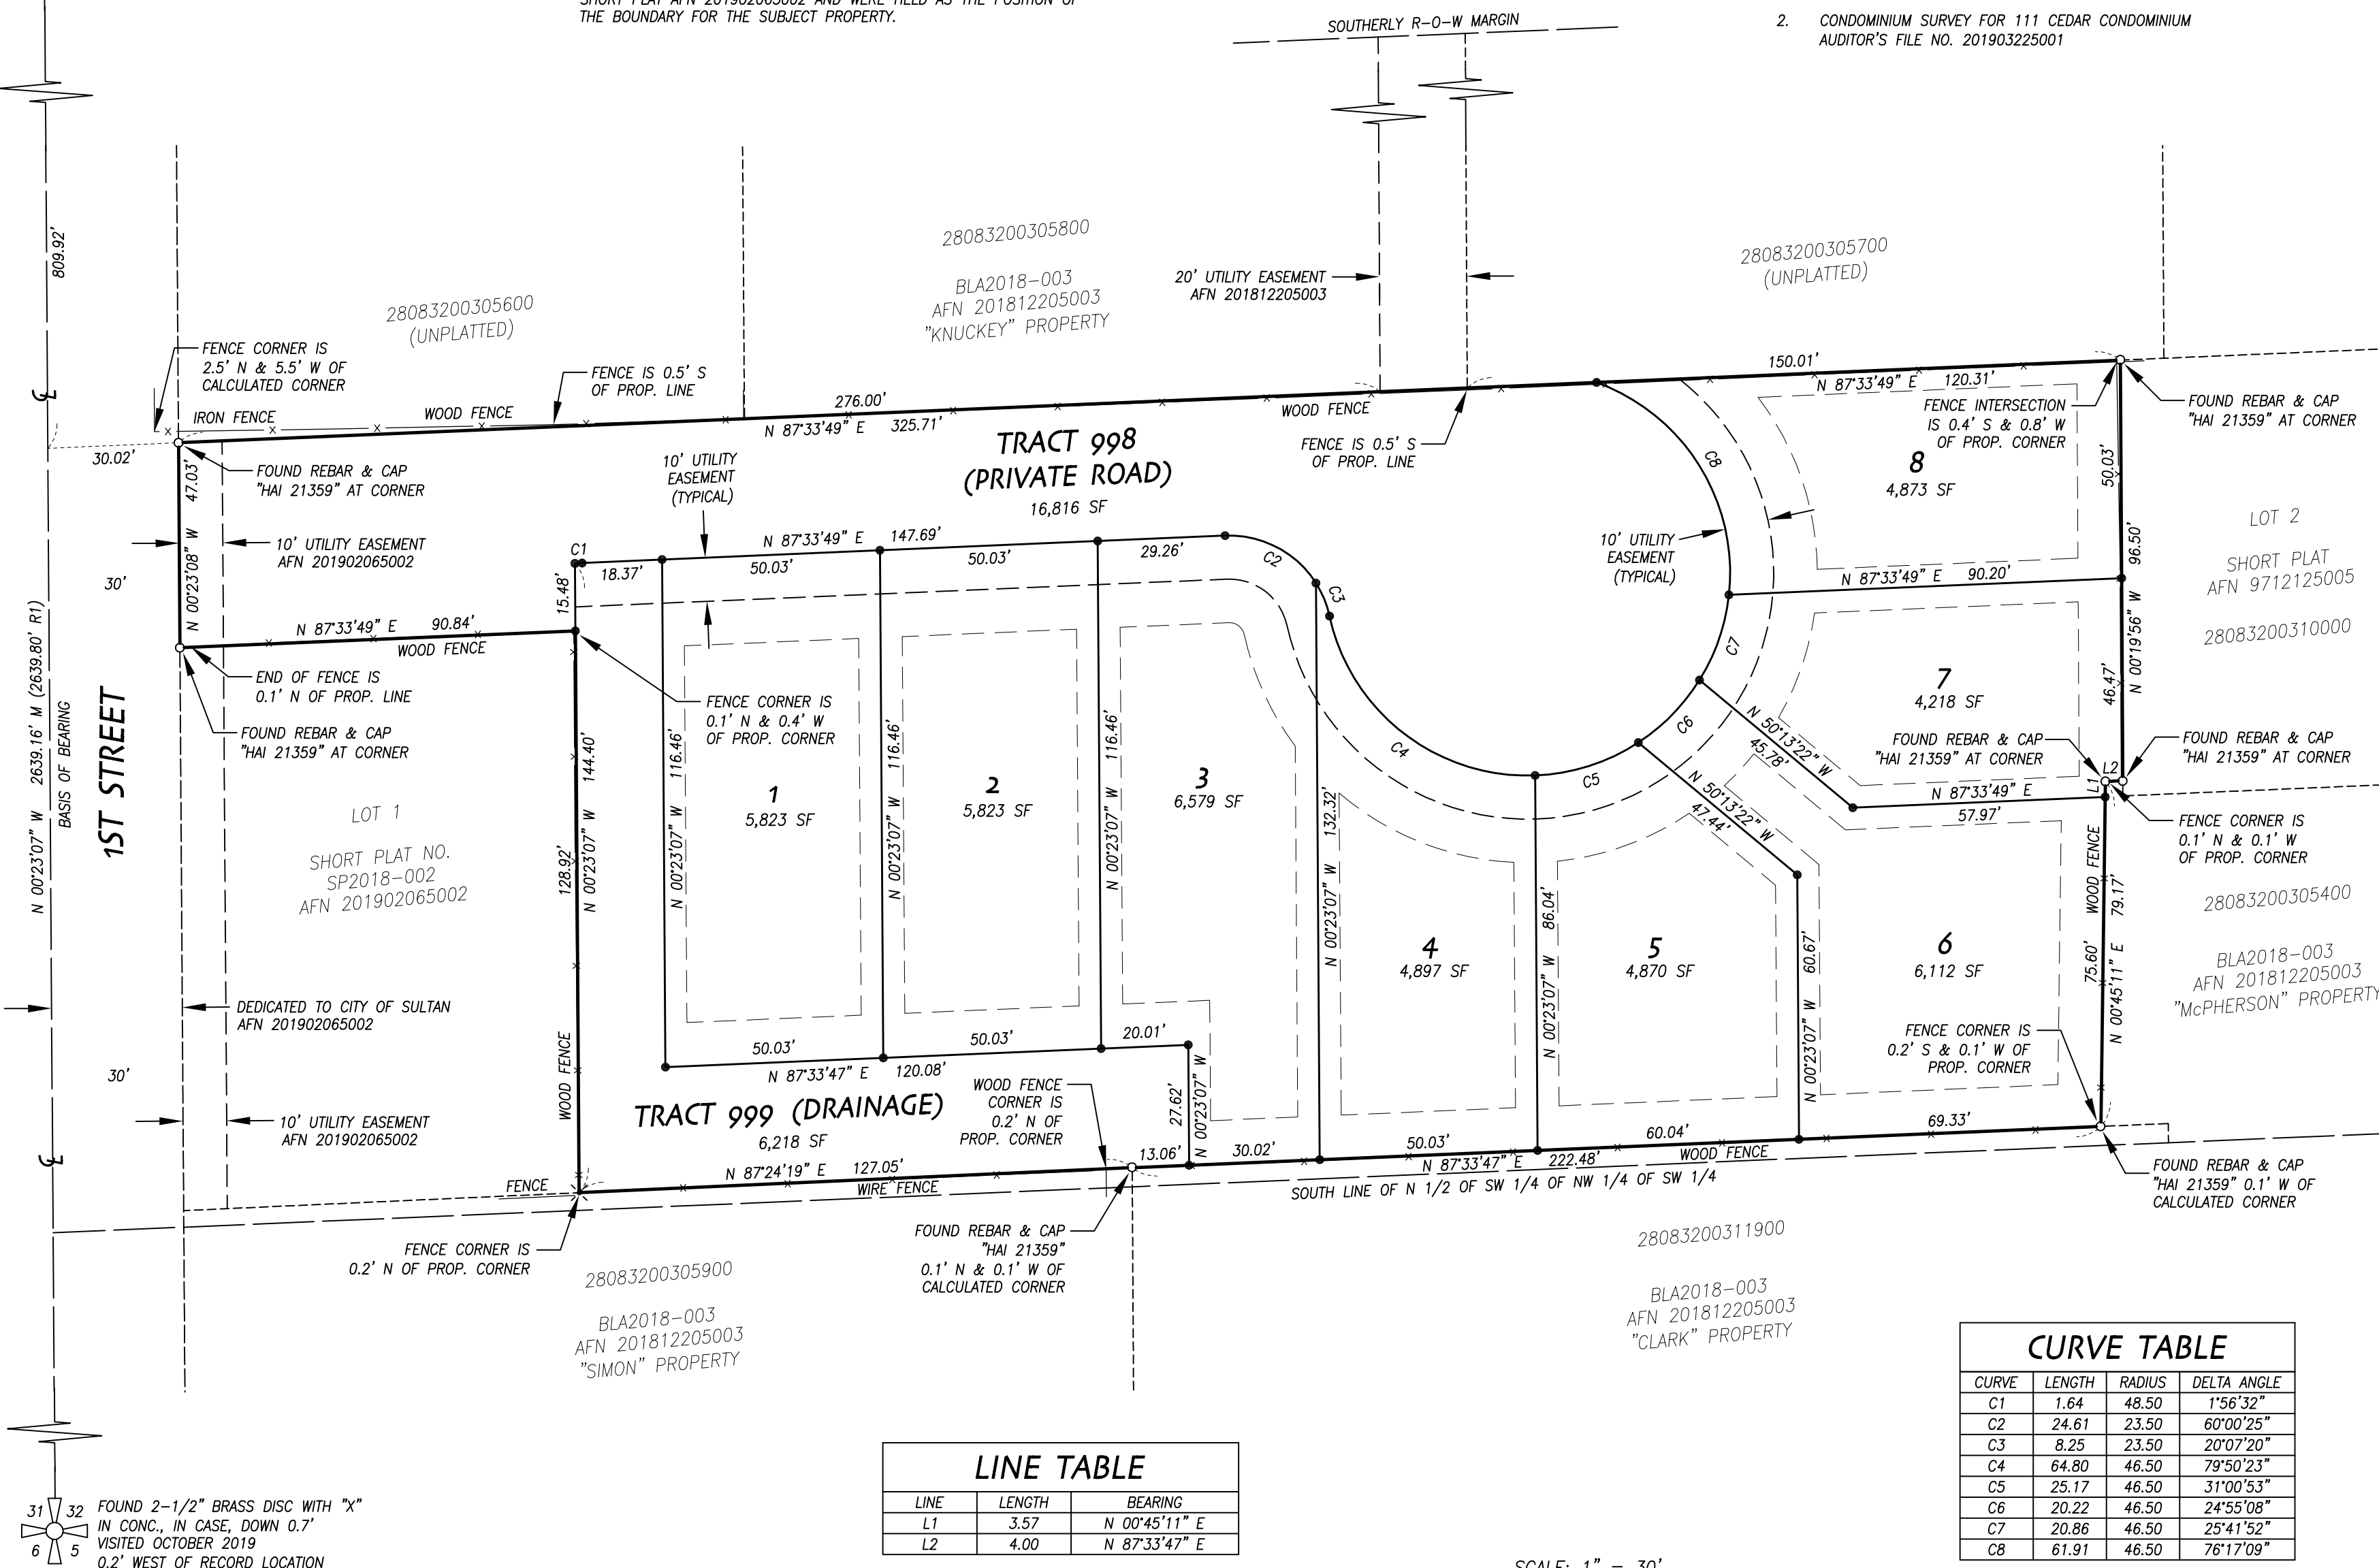 THE BOUNDARY FOR THE SUBJECT PROPERTY.
SOUTHERLY R-O-W MARGIN
2. CONDOMINIUM SURVEY FOR 111 CEDAR CONDOMINIUM
AUDITOR'S FILE NO. 201903225001
809.92'
28083200305600
(UNPLATTED)
28083200305800
BLA2018-003
AFN 201812205003
"KNUCKEY" PROPERTY
20' UTILITY EASEMENT
AFN 201812205003
28083200305700
(UNPLATTED)
FENCE CORNER IS
2.5' N & 5.5' W OF
CALCULATED CORNER
IRON FENCE
WOOD FENCE
FENCE IS 0.5' S
OF PROP. LINE
276.00'
N 87°33'49" E 325.71'
WOOD FENCE
150.01'
N 87°33'49" E 120.31'
FENCE INTERSECTION
IS 0.4' S & 0.8' W
OF PROP. CORNER
FOUND REBAR & CAP
"HAI 21359" AT CORNER
30.02'
47.03'
N 00°23'08" W
FOUND REBAR & CAP
"HAI 21359" AT CORNER
10' UTILITY EASEMENT
AFN 201902065002
30'
10' UTILITY
EASEMENT
(TYPICAL)
TRACT 998
(PRIVATE ROAD)
16,816 SF
FENCE IS 0.5' S
OF PROP. LINE
C8
8
4,873 SF
50.03'
96.50'
N 00°19'56" W
LOT 2
SHORT PLAT
AFN 9712125005
28083200310000
C1
18.37'
N 87°33'49" E 147.69'
50.03'
50.03'
29.26'
C2
C3
10' UTILITY
EASEMENT
(TYPICAL)
N 87°33'49" E 90.20'
15.48'
N 87°33'49" E 90.84'
WOOD FENCE
END OF FENCE IS
0.1' N OF PROP. LINE
FOUND REBAR & CAP
"HAI 21359" AT CORNER
FENCE CORNER IS
0.1' N & 0.4' W
OF PROP. CORNER
C7
7
4,218 SF
46.47'
FOUND REBAR & CAP
"HAI 21359" AT CORNER
L2
L1
FOUND REBAR & CAP
"HAI 21359" AT CORNER
N 00°23'07" W 2639.16' M (2639.80' R1)
BASIS OF BEARING
1ST STREET
LOT 1
SHORT PLAT NO.
SP2018-002
AFN 201902065002
128.92'
N 00°23'07" W 144.40'
N 00°23'07" W 116.46'
1
5,823 SF
N 00°23'07" W 116.46'
2
5,823 SF
N 00°23'07" W 116.46'
3
6,579 SF
N 00°23'07" W 132.32'
C4
C5
C6
N 50°13'22" W
45.78'
N 50°13'22" W
47.44'
N 87°33'49" E
57.97'
FENCE CORNER IS
0.1' N & 0.1' W
OF PROP. CORNER
WOOD FENCE
75.60'
N 00°45'11" E 79.17'
28083200305400
BLA2018-003
AFN 201812205003
"McPHERSON" PROPERTY
4
4,897 SF
N 00°23'07" W 86.04'
5
4,870 SF
N 00°23'07" W 60.67'
6
6,112 SF
DEDICATED TO CITY OF SULTAN
AFN 201902065002
30'
10' UTILITY EASEMENT
AFN 201902065002
WOOD FENCE
50.03'
50.03'
20.01'
N 87°33'47" E 120.08'
TRACT 999 (DRAINAGE)
6,218 SF
WOOD FENCE
CORNER IS
0.2' N OF
PROP. CORNER
27.62'
N 00°23'07" W
FENCE CORNER IS
0.2' S & 0.1' W OF
PROP. CORNER
13.06'
30.02'
50.03'
60.04'
69.33'
N 87°33'47" E 222.48'
WOOD FENCE
FENCE
N 87°24'19" E 127.05'
WIRE FENCE
SOUTH LINE OF N 1/2 OF SW 1/4 OF NW 1/4 OF SW 1/4
FOUND REBAR & CAP
"HAI 21359" 0.1' W OF
CALCULATED CORNER
FENCE CORNER IS
0.2' N OF PROP. CORNER
28083200305900
BLA2018-003
AFN 201812205003
"SIMON" PROPERTY
FOUND REBAR & CAP
"HAI 21359"
0.1' N & 0.1' W OF
CALCULATED CORNER
28083200311900
BLA2018-003
AFN 201812205003
"CLARK" PROPERTY
CURVE TABLE
CURVE LENGTH RADIUS DELTA ANGLE
C1 1.64 48.50 1°56'32"
C2 24.61 23.50 60°00'25"
C3 8.25 23.50 20°07'20"
C4 64.80 46.50 79°50'23"
C5 25.17 46.50 31°00'53"
C6 20.22 46.50 24°55'08"
C7 20.86 46.50 25°41'52"
C8 61.91 46.50 76°17'09"
LINE TABLE
LINE LENGTH BEARING
L1 3.57 N 00°45'11" E
L2 4.00 N 87°33'47" E
31 32
6 5
FOUND 2-1/2" BRASS DISC WITH "X"
IN CONC., IN CASE, DOWN 0.7'
VISITED OCTOBER 2019
0.2' WEST OF RECORD LOCATION
SCALE: 1" = 30'